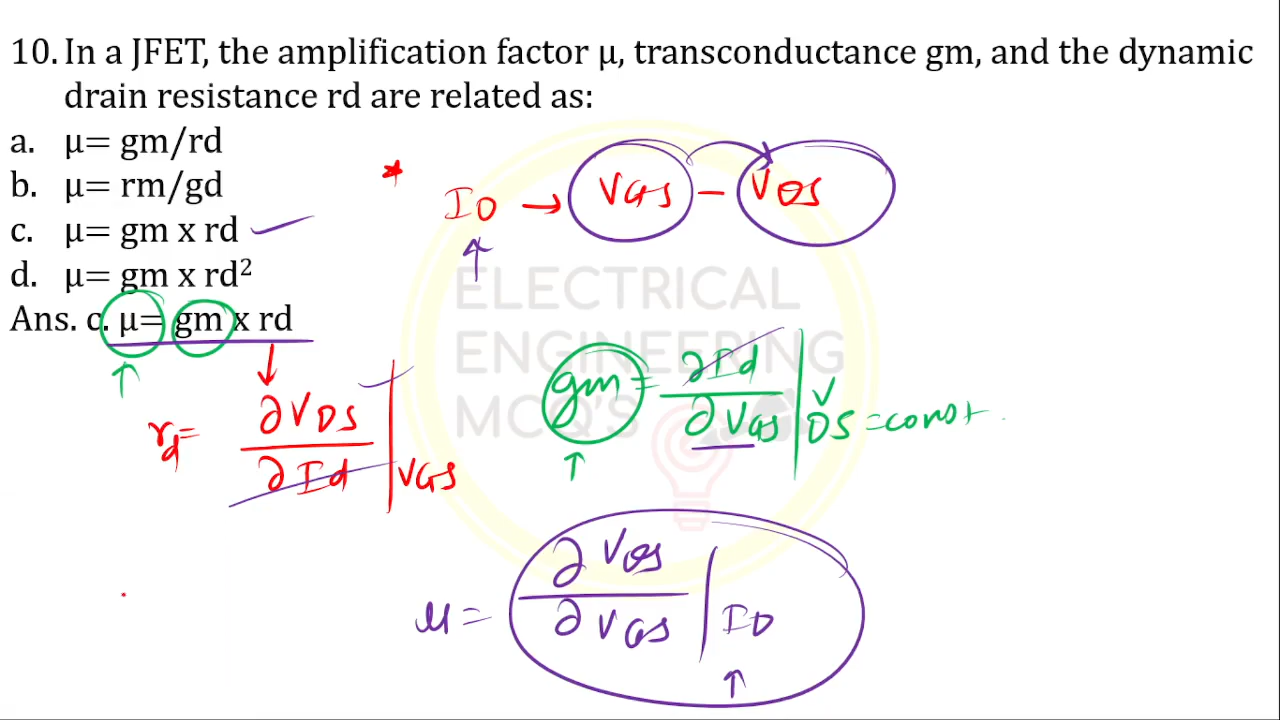 10. In a JFET, the amplification factor μ, transconductance gm, and the dynamic
drain resistance rd are related as:
a. μ= gm/rd
b. μ= rm/gd
c. μ= gm x rd
d. μ= gm x rd²
Ans. c. μ= gm x rd
* ID → VGS - VDS
ELECTRICAL
ENGINEERING
MCQ'S
rd= ∂VDS / ∂Id | VGS
gm = ∂Id / ∂VGS | VDS = const
μ = ∂VDS / ∂VGS | ID